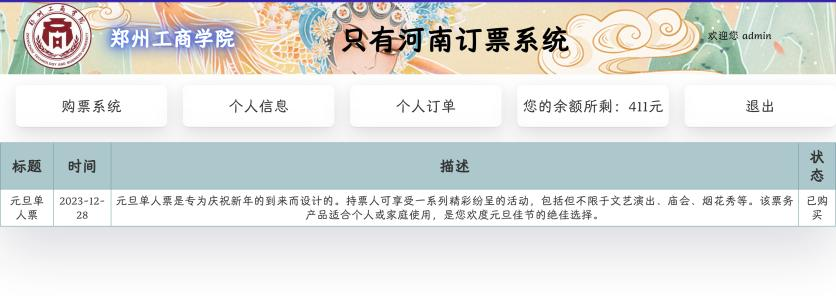 郑州工商学院
只有河南订票系统
欢迎您 admin
购票系统
个人信息
个人订单
您的余额所剩：411元
退出
标题
时间
描述
状
态
元旦单
人票
2023-12-
28
元旦单人票是专为庆祝新年的到来而设计的。持票人可享受一系列精彩纷呈的活动，包括但不限于文艺演出、庙会、烟花秀等。该票务
产品适合个人或家庭使用，是您欢度元旦佳节的绝佳选择。
已购
买